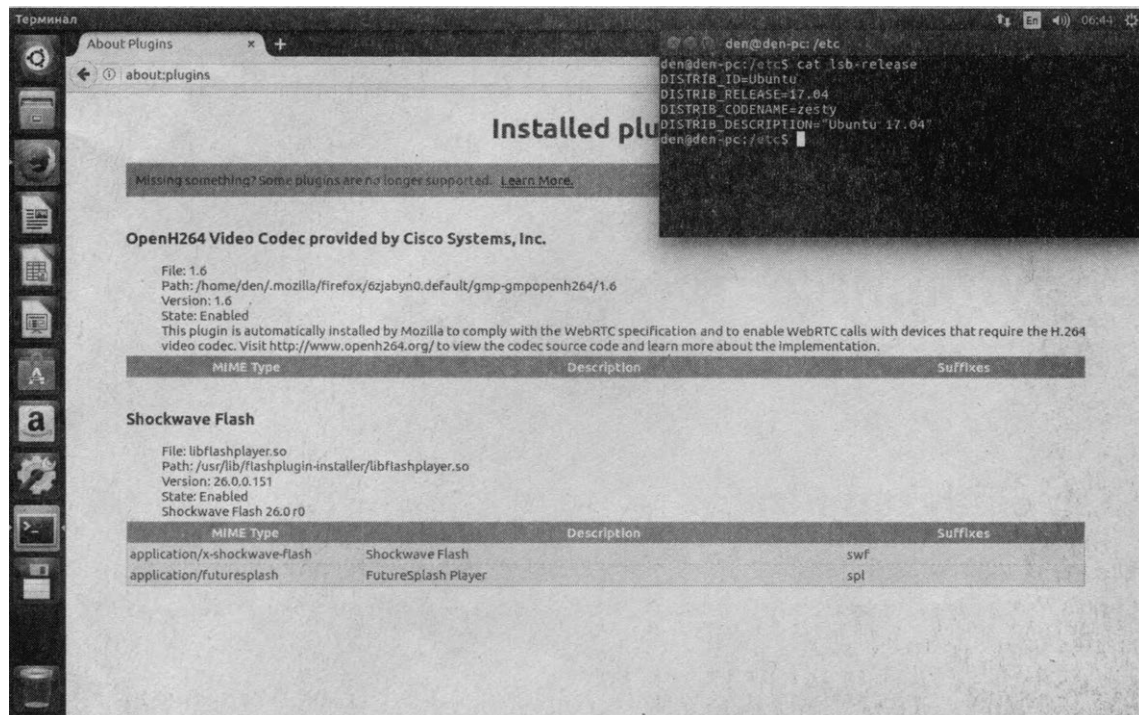 Терминал
En
06:44
About Plugins × +
about:plugins
den@den-pc: /etc
den@den-pc:/etc$ cat lsb-release
DISTRIB_ID=Ubuntu
DISTRIB_RELEASE=17.04
DISTRIB_CODENAME=zesty
DISTRIB_DESCRIPTION="Ubuntu 17.04"
den@den-pc:/etc$
Installed plu
Missing something? Some plugins are no longer supported. Learn More.
OpenH264 Video Codec provided by Cisco Systems, Inc.
File: 1.6
Path: /home/den/.mozilla/firefox/6zjabyn0.default/gmp-gmpopenh264/1.6
Version: 1.6
State: Enabled
This plugin is automatically installed by Mozilla to comply with the WebRTC specification and to enable WebRTC calls with devices that require the H.264
video codec. Visit http://www.openh264.org/ to view the codec source code and learn more about the implementation.
MIME Type Description Suffixes
Shockwave Flash
File: libflashplayer.so
Path: /usr/lib/flashplugin-installer/libflashplayer.so
Version: 26.0.0.151
State: Enabled
Shockwave Flash 26.0 r0
MIME Type Description Suffixes
application/x-shockwave-flash Shockwave Flash swf
application/futuresplash FutureSplash Player spl
a